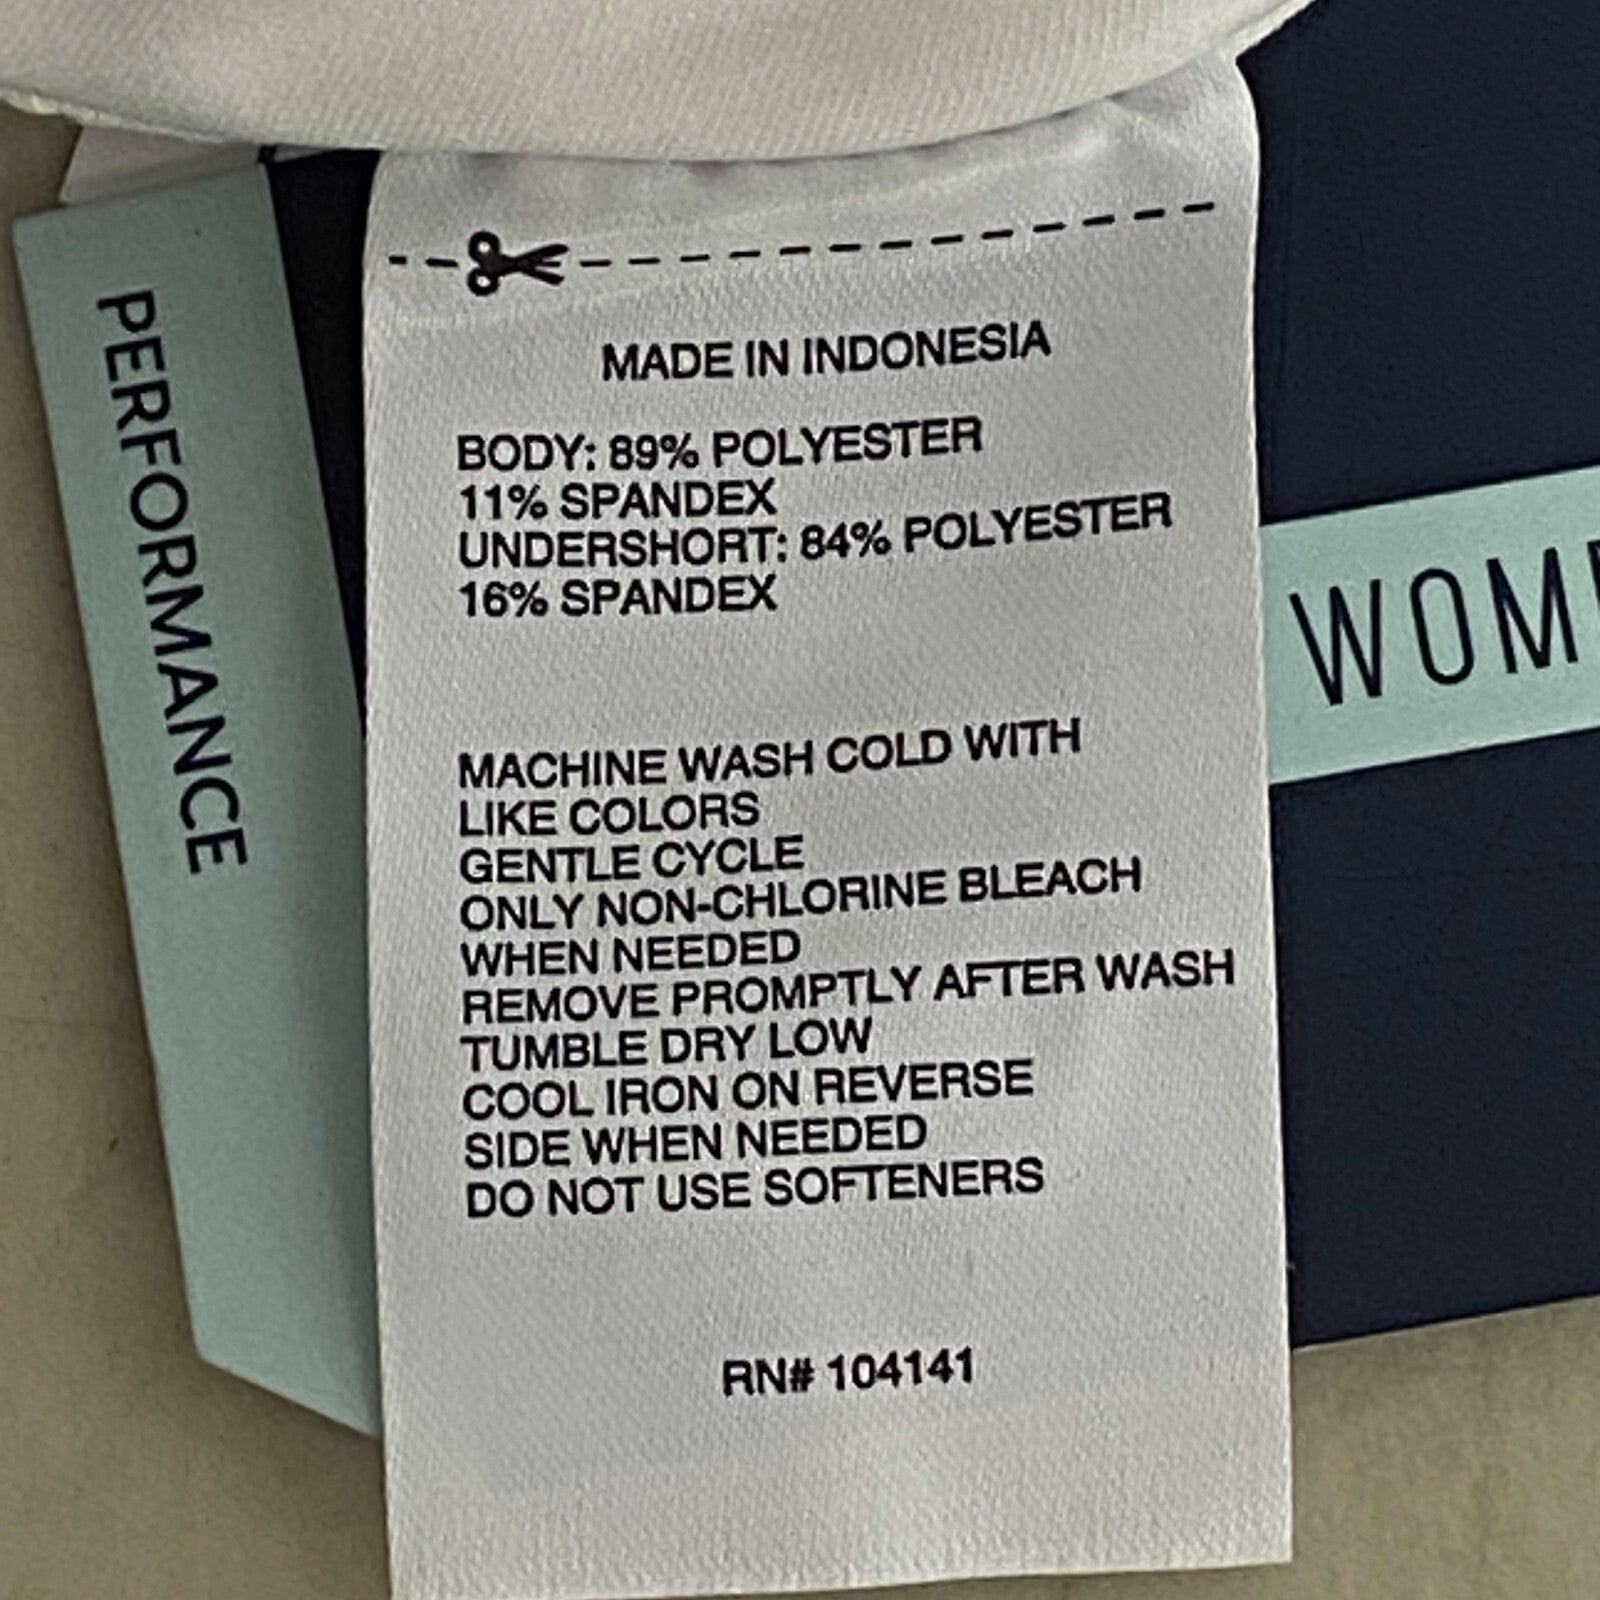 PERFORMANCE
MADE IN INDONESIA
BODY: 89% POLYESTER
11% SPANDEX
UNDERSHORT: 84% POLYESTER
16% SPANDEX
MACHINE WASH COLD WITH
LIKE COLORS
GENTLE CYCLE
ONLY NON-CHLORINE BLEACH
WHEN NEEDED
REMOVE PROMPTLY AFTER WASH
TUMBLE DRY LOW
COOL IRON ON REVERSE
SIDE WHEN NEEDED
DO NOT USE SOFTENERS
RN# 104141